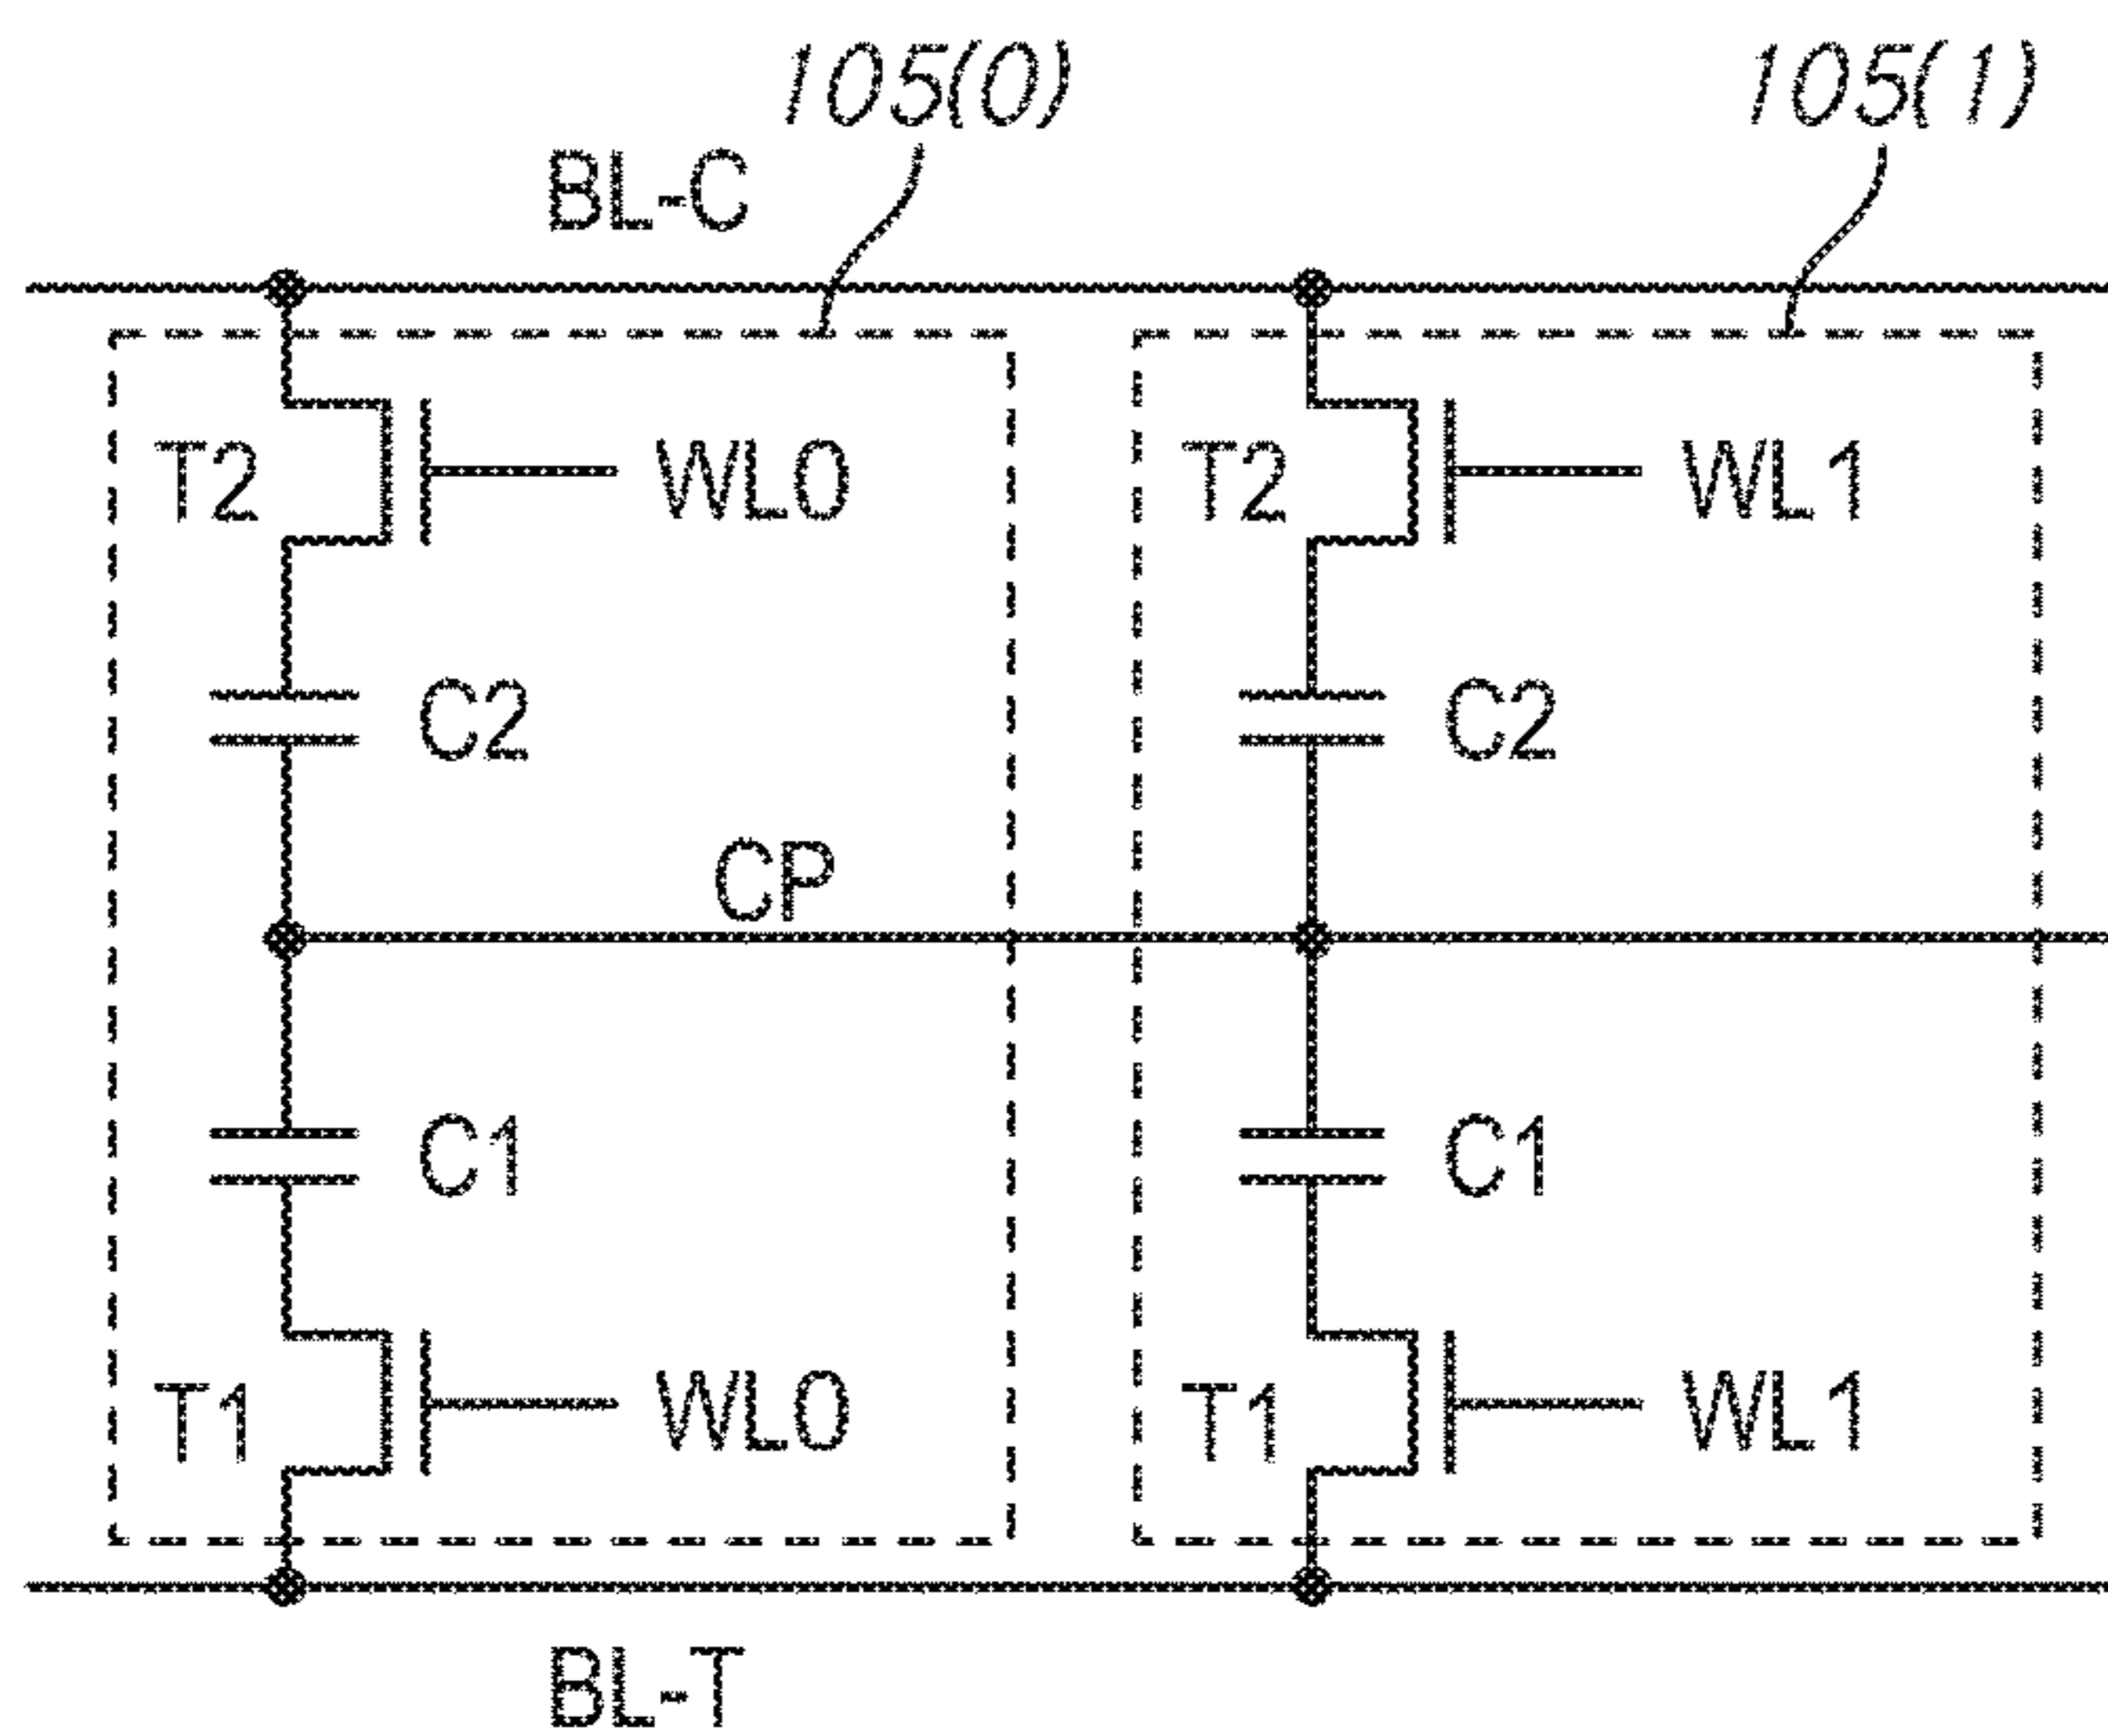 105(0) 105(1)
BL-C
T2 WL0 T2 WL1
C2 C2
CP
C1 C1
T1 WL0 T1 WL1
BL-T